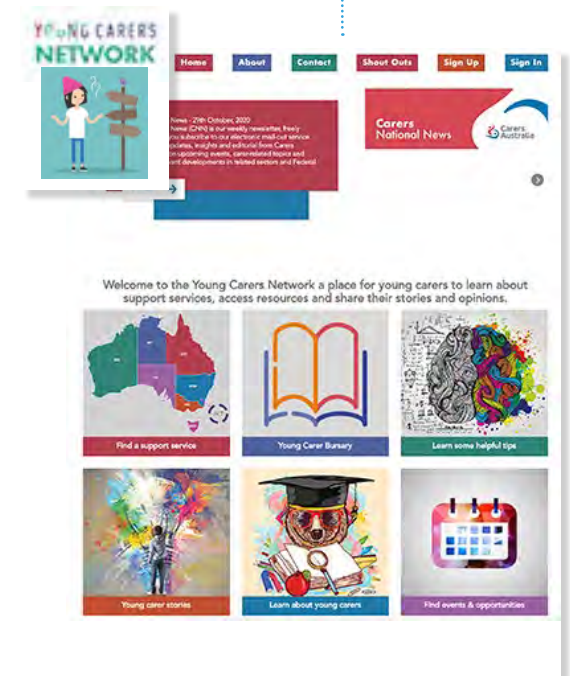 YOUNG CARERS
NETWORK
Home
About
Contact
Shout Outs
Sign Up
Sign In
News - 29th October, 2020
News (CNN) is our weekly newsletter, freely
you subscribe to our electronic mail-out service
pdates, insights and editorial from Carers
upcoming events, carer-related topics and
nt developments in related sectors and Federal
Carers
National News
Carers
Australia
Welcome to the Young Carers Network a place for young carers to learn about
support services, access resources and share their stories and opinions.
Find a support service
Young Carer Bursary
Learn some helpful tips
Young carer stories
Learn about young carers
Find events & opportunities